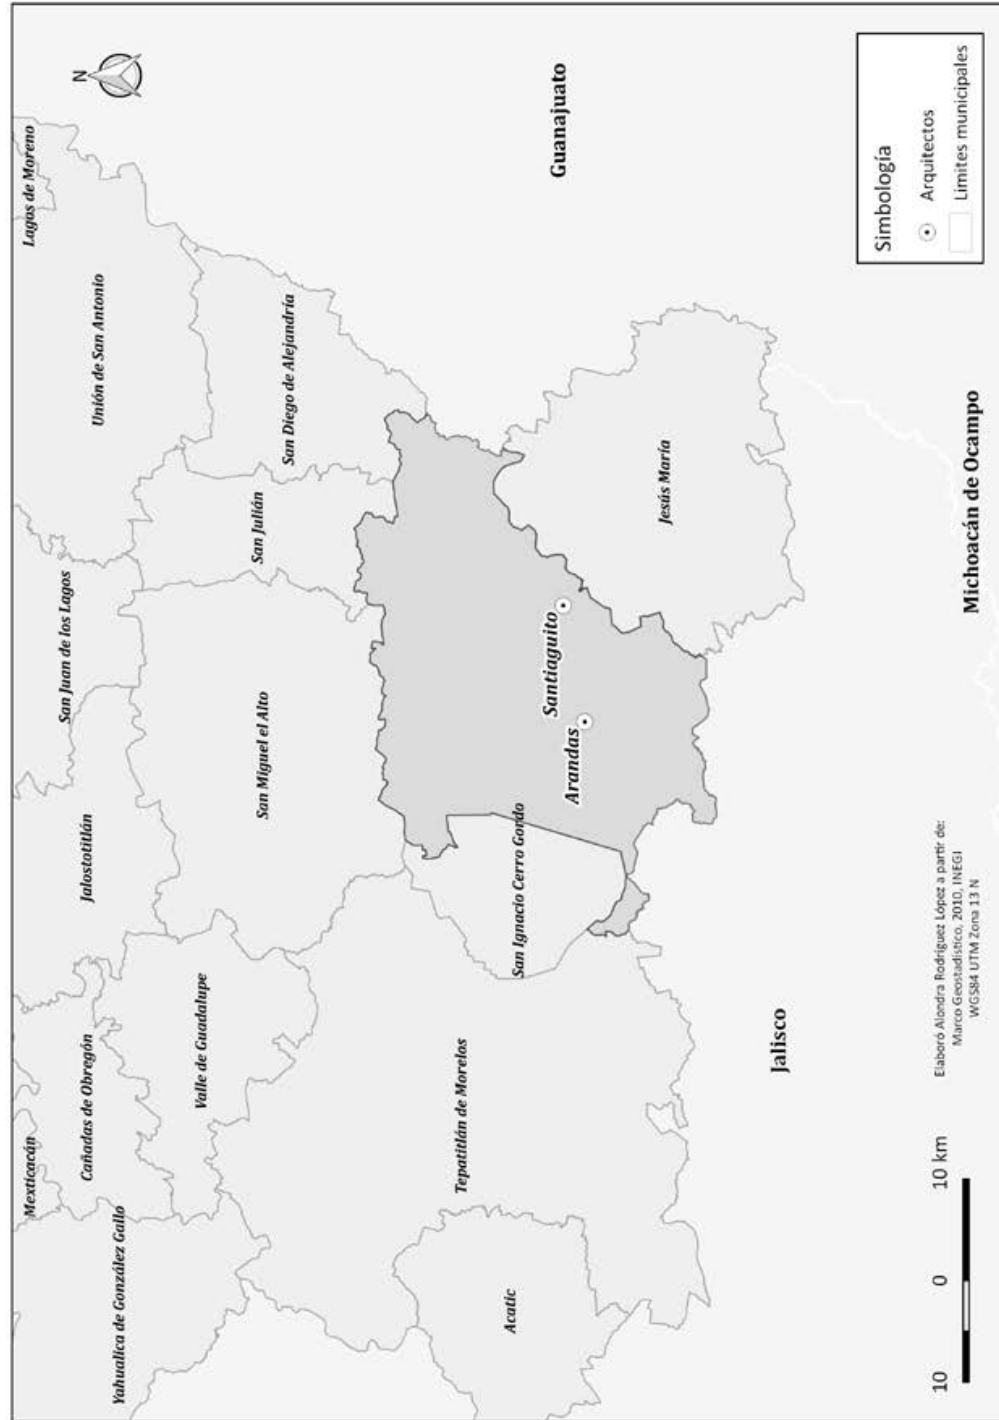 N
Lagos de Moreno
Mexticacán
San Juan de los Lagos
Unión de San Antonio
Yahualica de González Gallo
Cañadas de Obregón
Jalostotitlán
Valle de Guadalupe
San Miguel el Alto
San Julián
San Diego de Alejandría
Tepatitlán de Morelos
Acatic
San Ignacio Cerro Gordo
Arandas
Santiaguito
Jesús María
Guanajuato
Jalisco
Michoacán de Ocampo
Simbología
Arquitectos
Limites municipales
10 0 10 km
Elaboró Alondra Rodríguez López a partir de:
Marco Geostadístico, 2010, INEGI
WGS84 UTM Zona 13 N